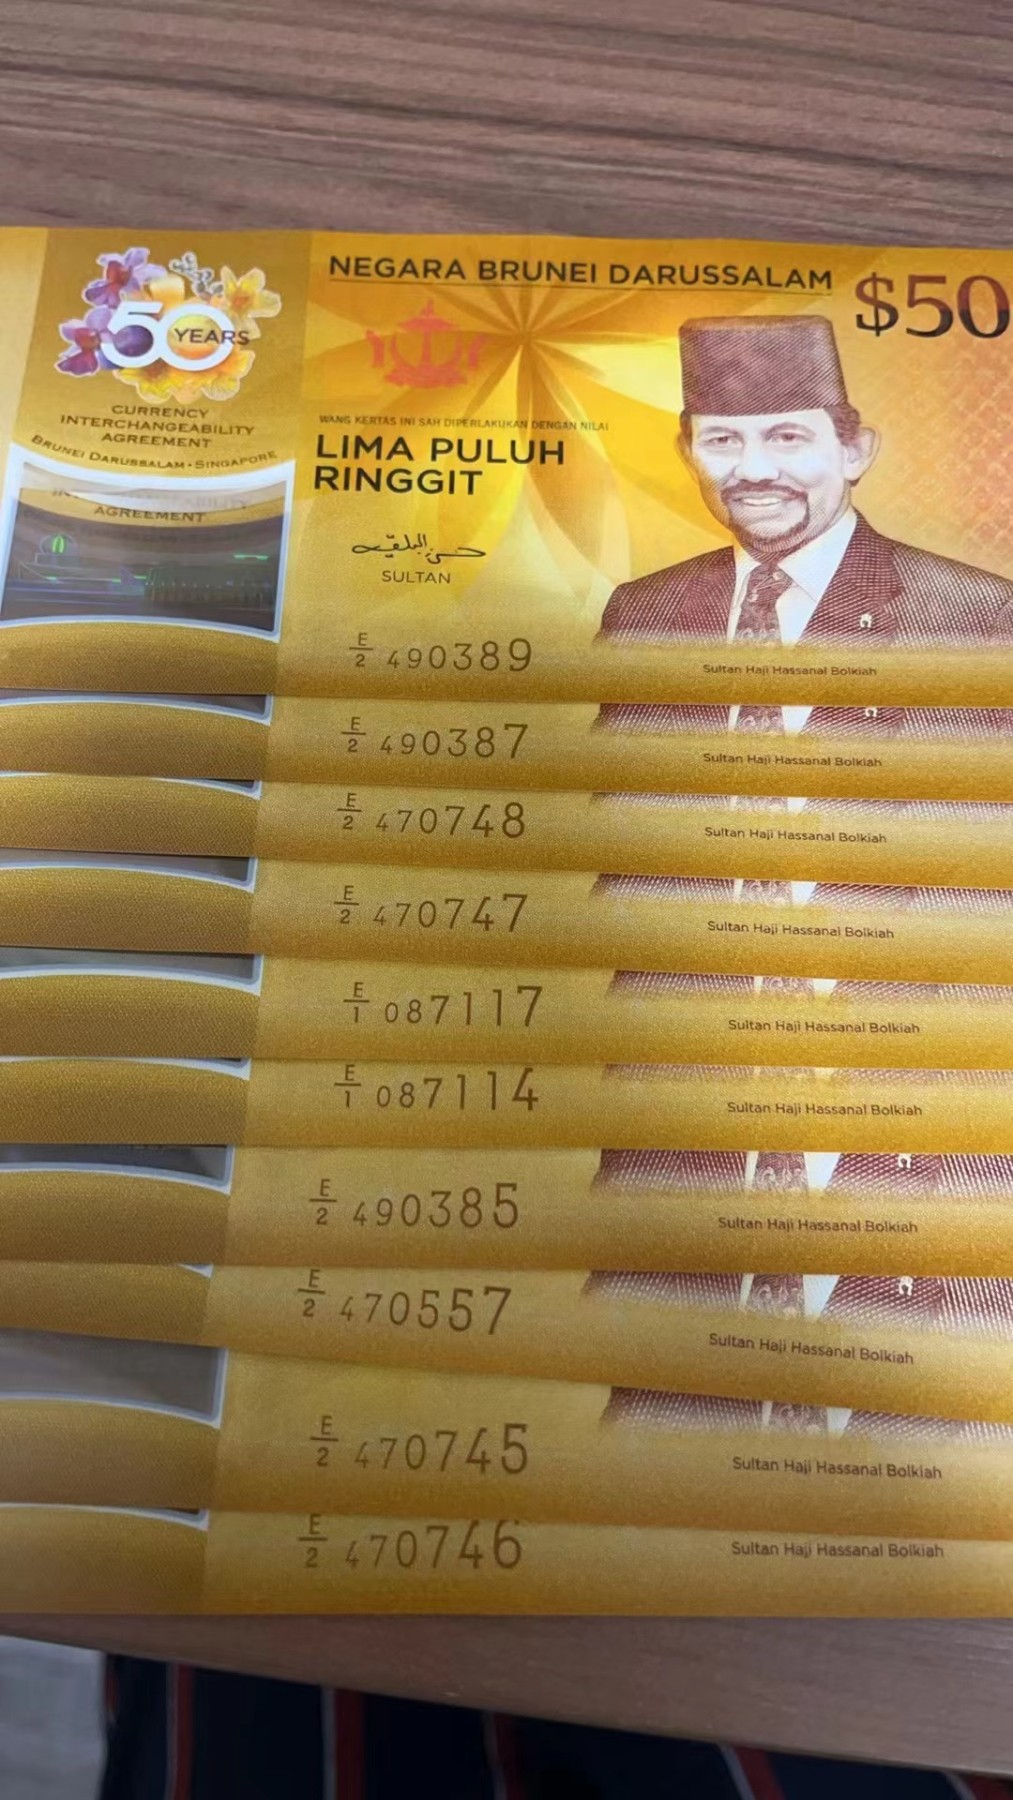 50 YEARS
CURRENCY
INTERCHANGEABILITY
AGREEMENT
BRUNEI DARUSSALAM • SINGAPORE
AGREEMENT
NEGARA BRUNEI DARUSSALAM
$50
WANG KERTAS INI SAH DIPERLAKUKAN DENGAN NILAI
LIMA PULUH
RINGGIT
SULTAN
E/2 490389
Sultan Haji Hassanal Bolkiah
E/2 490387
Sultan Haji Hassanal Bolkiah
E/2 470748
Sultan Haji Hassanal Bolkiah
E/2 470747
Sultan Haji Hassanal Bolkiah
E/1 087117
Sultan Haji Hassanal Bolkiah
E/1 087114
Sultan Haji Hassanal Bolkiah
E/2 490385
Sultan Haji Hassanal Bolkiah
E/2 470557
Sultan Haji Hassanal Bolkiah
E/2 470745
Sultan Haji Hassanal Bolkiah
E/2 470746
Sultan Haji Hassanal Bolkiah